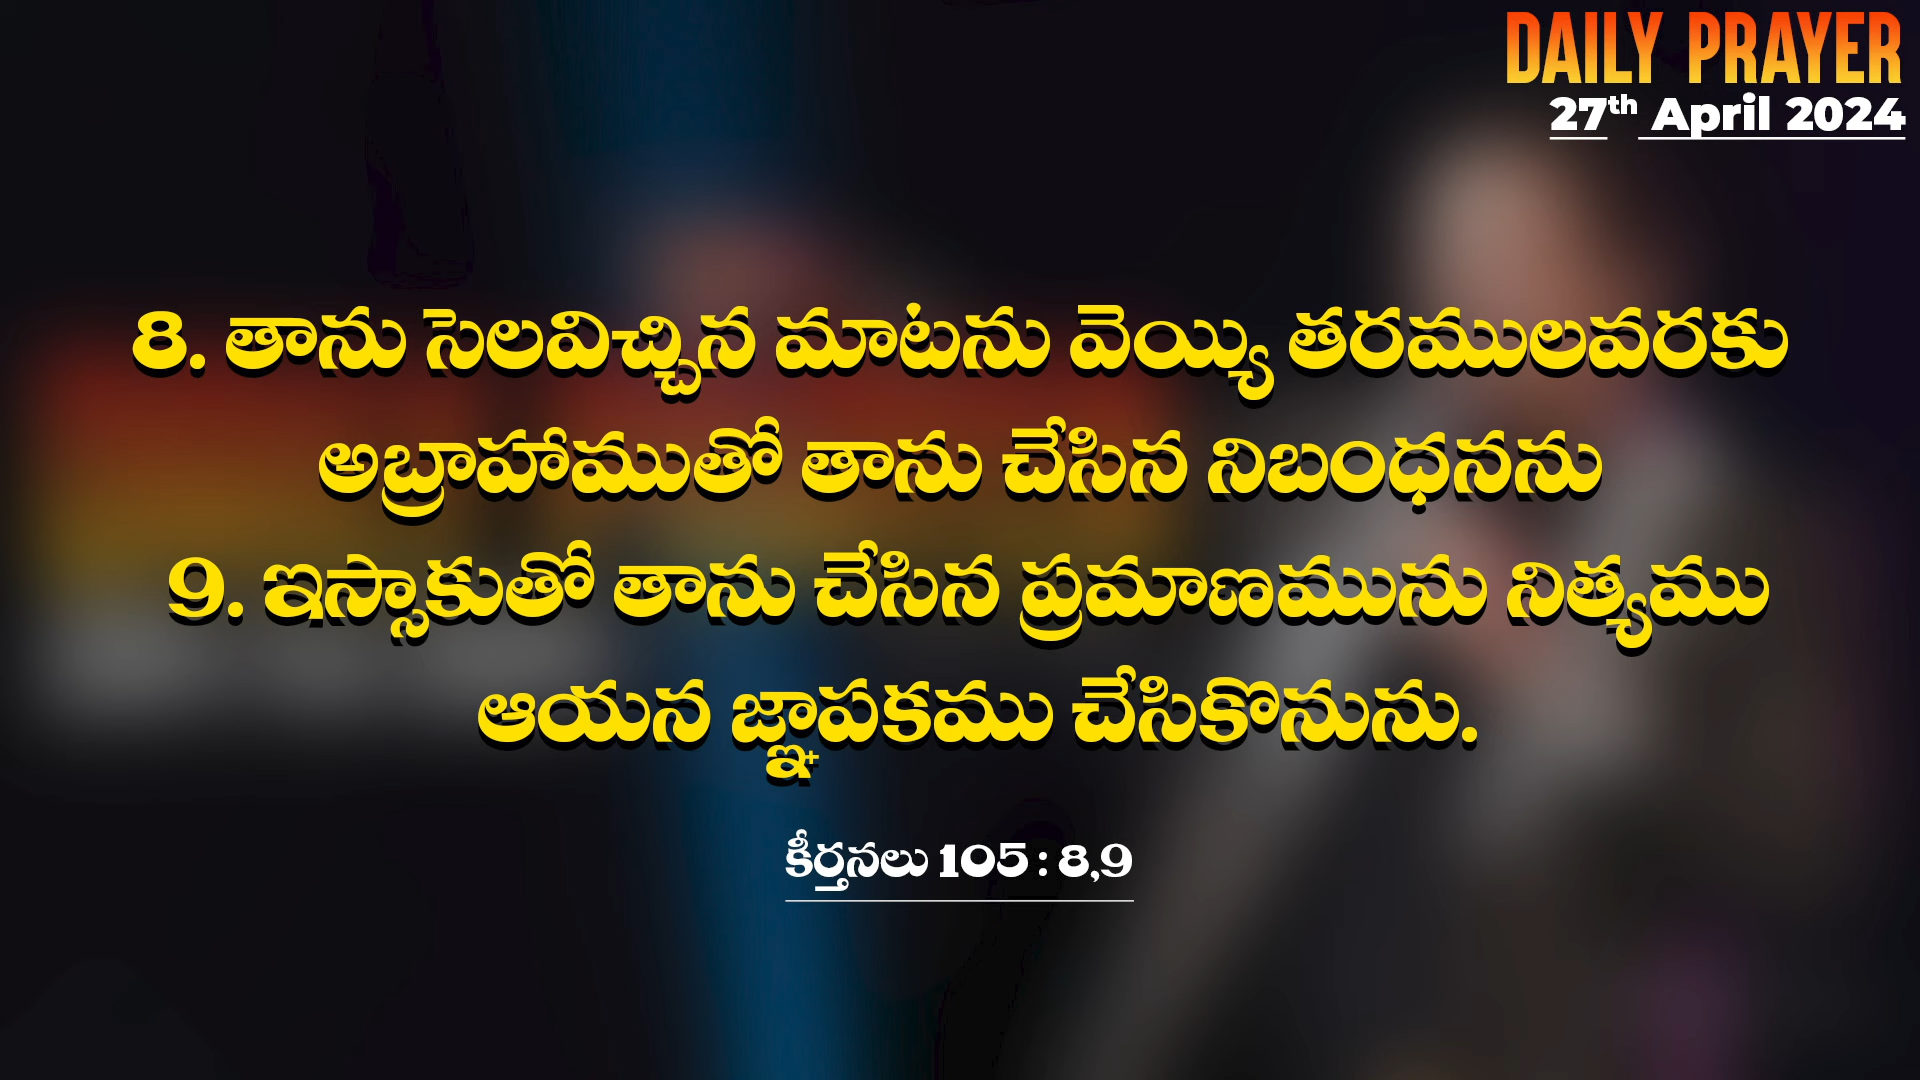 DAILY PRAYER
27th April 2024
8. తాను సెలవిచ్చిన మాటను వెయ్యి తరములవరకు
అబ్రాహాముతో తాను చేసిన నిబంధనను
9. ఇస్సాకుతో తాను చేసిన ప్రమాణమును నిత్యము
ఆయన జ్ఞాపకము చేసికొనును.
కీర్తనలు 105 : 8,9